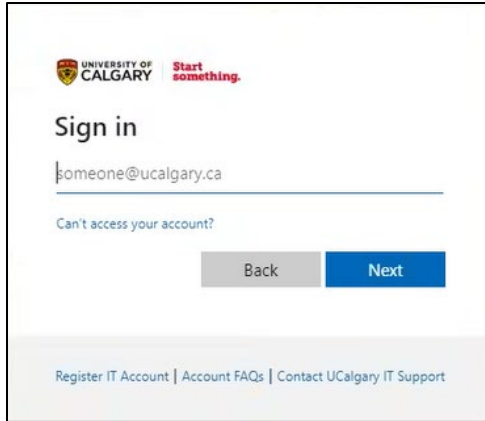 UNIVERSITY OF
CALGARY
Start
something.
Sign in
someone@ucalgary.ca
Can't access your account?
Back Next
Register IT Account | Account FAQs | Contact UCalgary IT Support